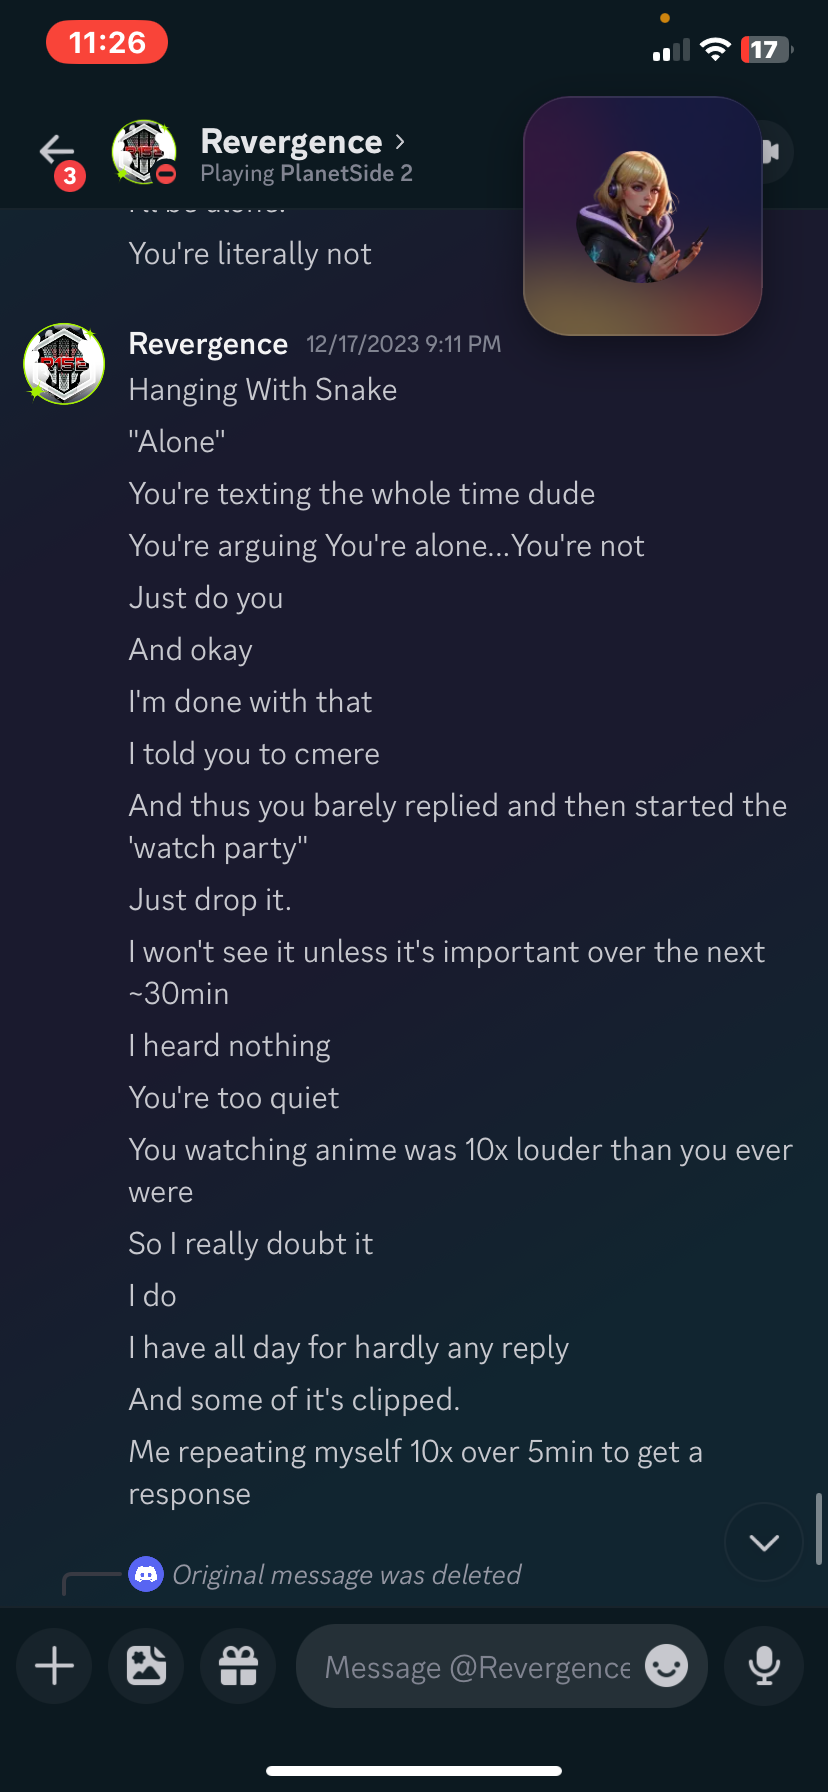 11:26
17
Revergence
3
Playing PlanetSide 2
I'll be alone.
You're literally not
Revergence 12/17/2023 9:11 PM
Hanging With Snake
"Alone"
You're texting the whole time dude
You're arguing You're alone...You're not
Just do you
And okay
I'm done with that
I told you to cmere
And thus you barely replied and then started the
'watch party"
Just drop it.
I won't see it unless it's important over the next
~30min
I heard nothing
You're too quiet
You watching anime was 10x louder than you ever
were
So I really doubt it
I do
I have all day for hardly any reply
And some of it's clipped.
Me repeating myself 10x over 5min to get a
response
Original message was deleted
Message @Revergence